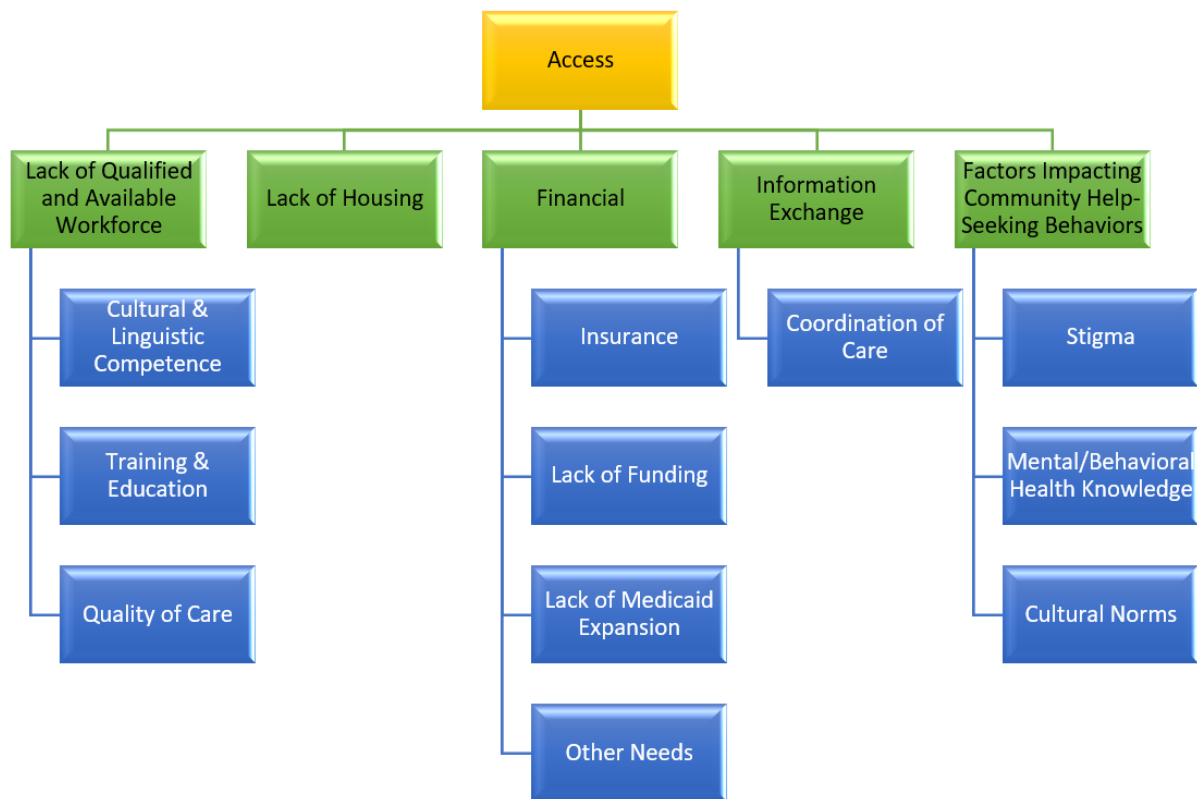 Access
Lack of Qualified
and Available
Workforce
Lack of Housing
Financial
Information
Exchange
Factors Impacting
Community Help-
Seeking Behaviors
Cultural &
Linguistic
Competence
Training &
Education
Quality of Care
Insurance
Lack of Funding
Lack of Medicaid
Expansion
Other Needs
Coordination of
Care
Stigma
Mental/Behavioral
Health Knowledge
Cultural Norms